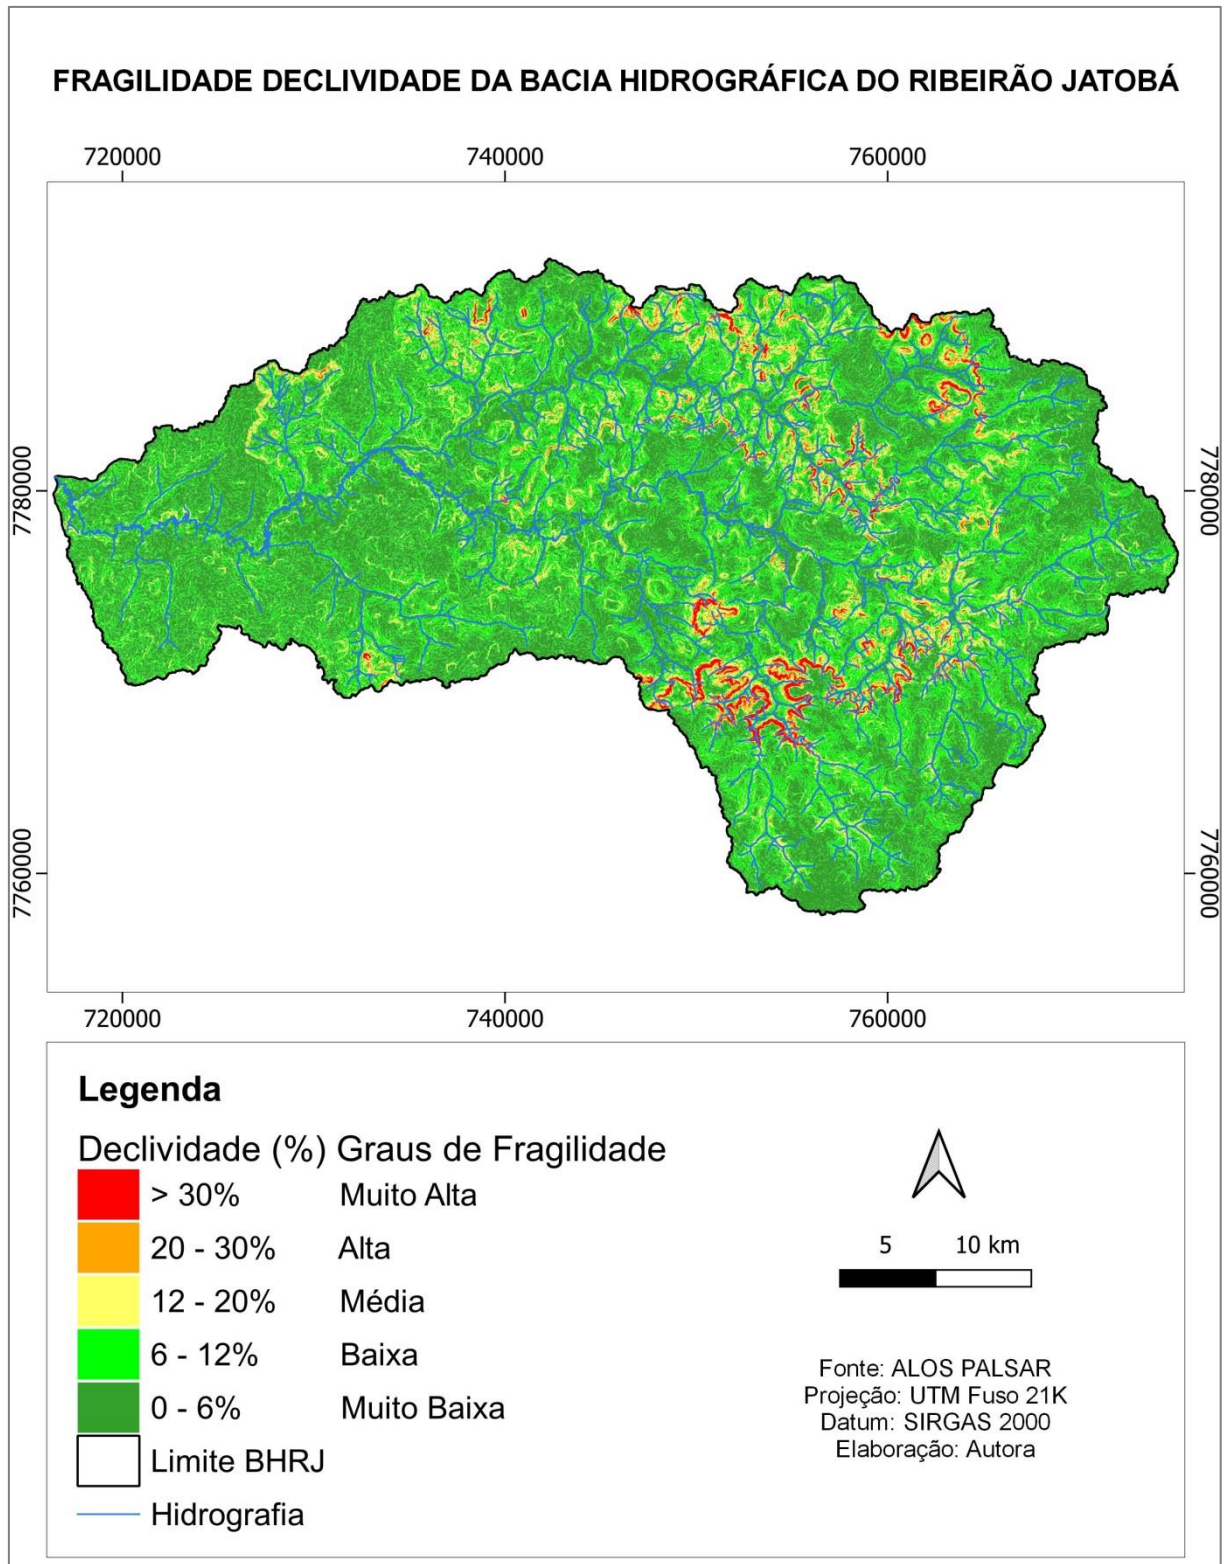 FRAGILIDADE DECLIVIDADE DA BACIA HIDROGRÁFICA DO RIBEIRÃO JATOBÁ
720000 740000 760000
7780000 7780000
7760000 7760000
720000 740000 760000
Legenda
Declividade (%) Graus de Fragilidade
> 30% Muito Alta
20 - 30% Alta
12 - 20% Média
6 - 12% Baixa
0 - 6% Muito Baixa
Limite BHRJ
Hidrografia
5 10 km
Fonte: ALOS PALSAR
Projeção: UTM Fuso 21K
Datum: SIRGAS 2000
Elaboração: Autora